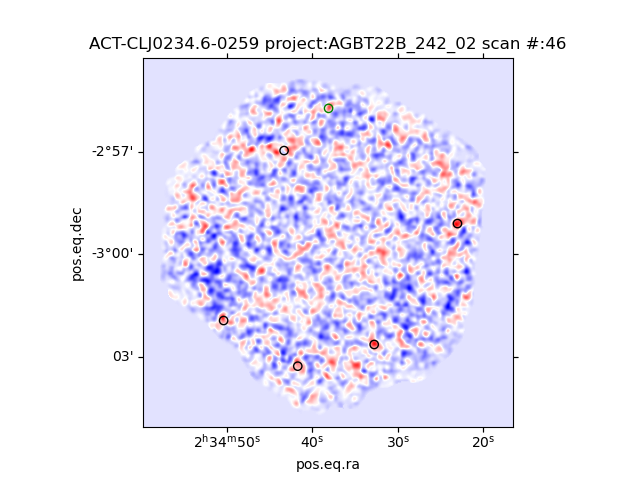 ACT-CLJ0234.6-0259 project:AGBT22B_242_02 scan #:46
-2°57'
-3°00'
03'
pos.eq.dec
2ʰ34ᵐ50ˢ 40ˢ 30ˢ 20ˢ
pos.eq.ra